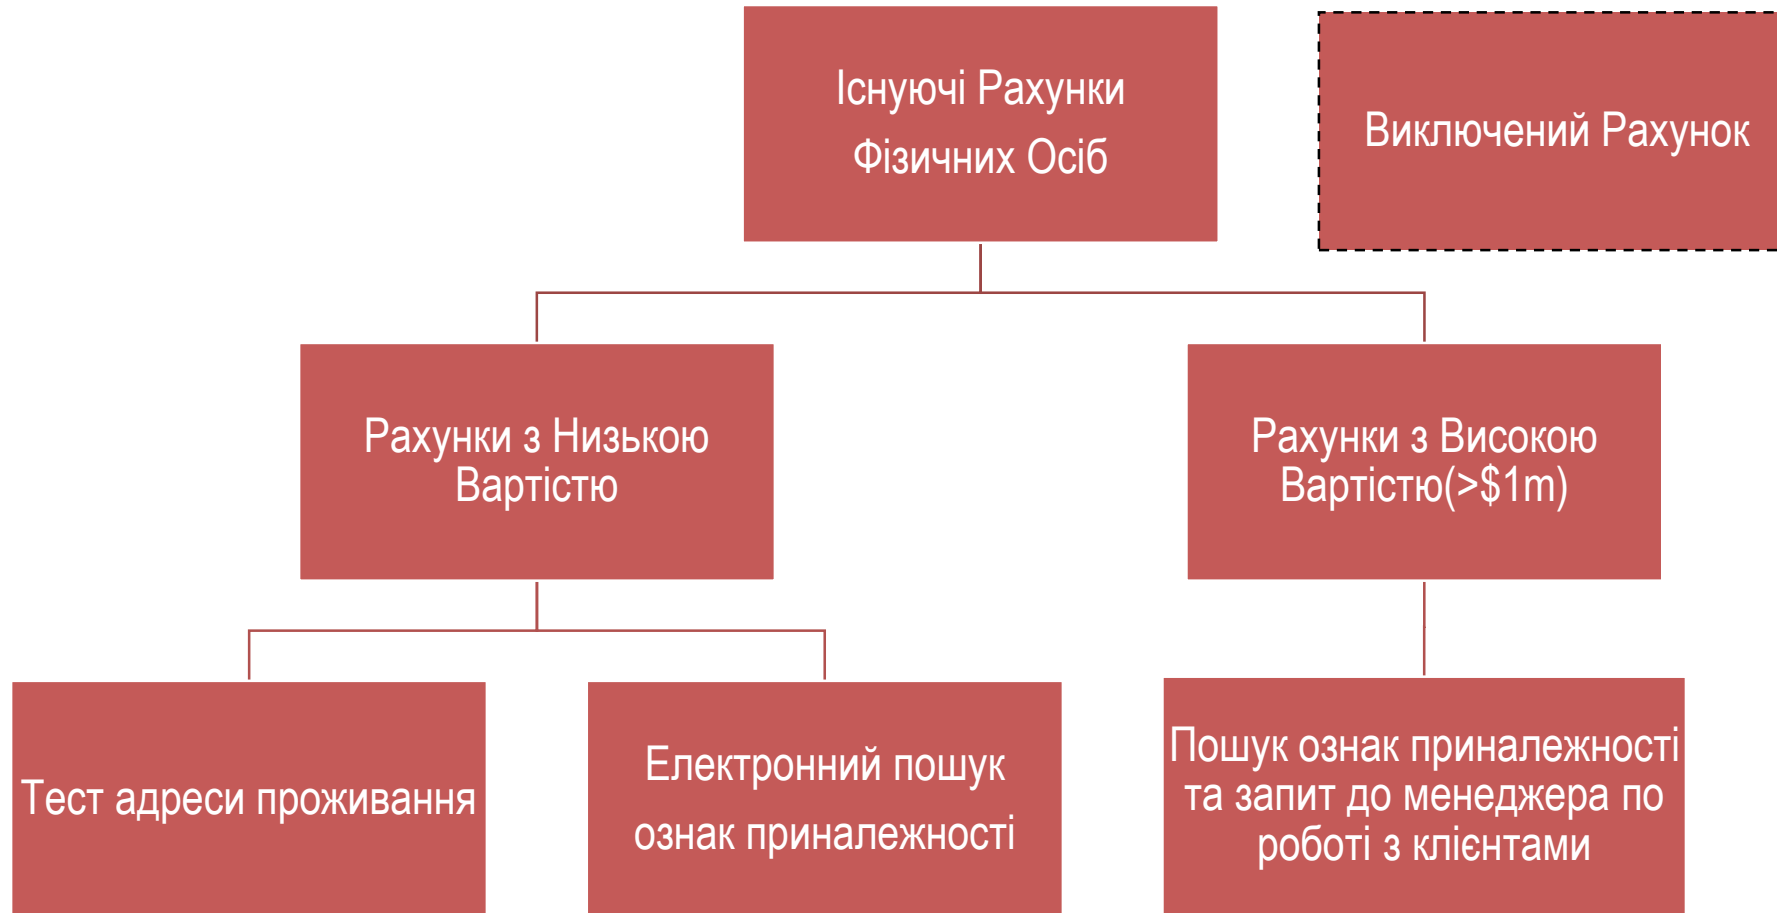 Існуючі Рахунки
Фізичних Осіб
Виключений Рахунок
Рахунки з Низькою
Вартістю
Рахунки з Високою
Вартістю(>$1m)
Тест адреси проживання
Електронний пошук
ознак приналежності
Пошук ознак приналежності
та запит до менеджера по
роботі з клієнтами